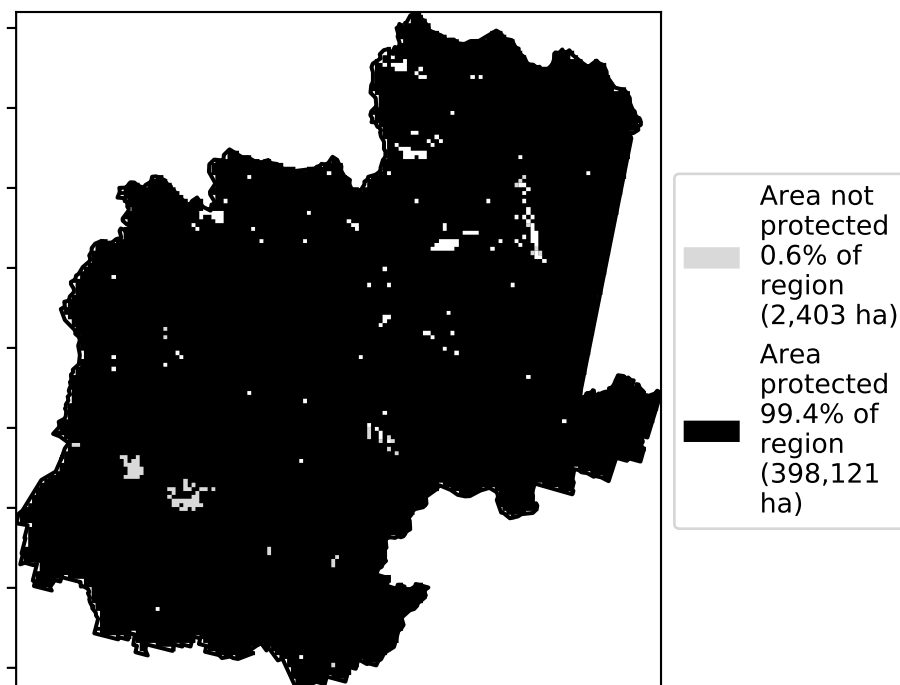 Area not
protected
0.6% of
region
(2,403 ha)
Area
protected
99.4% of
region
(398,121
ha)